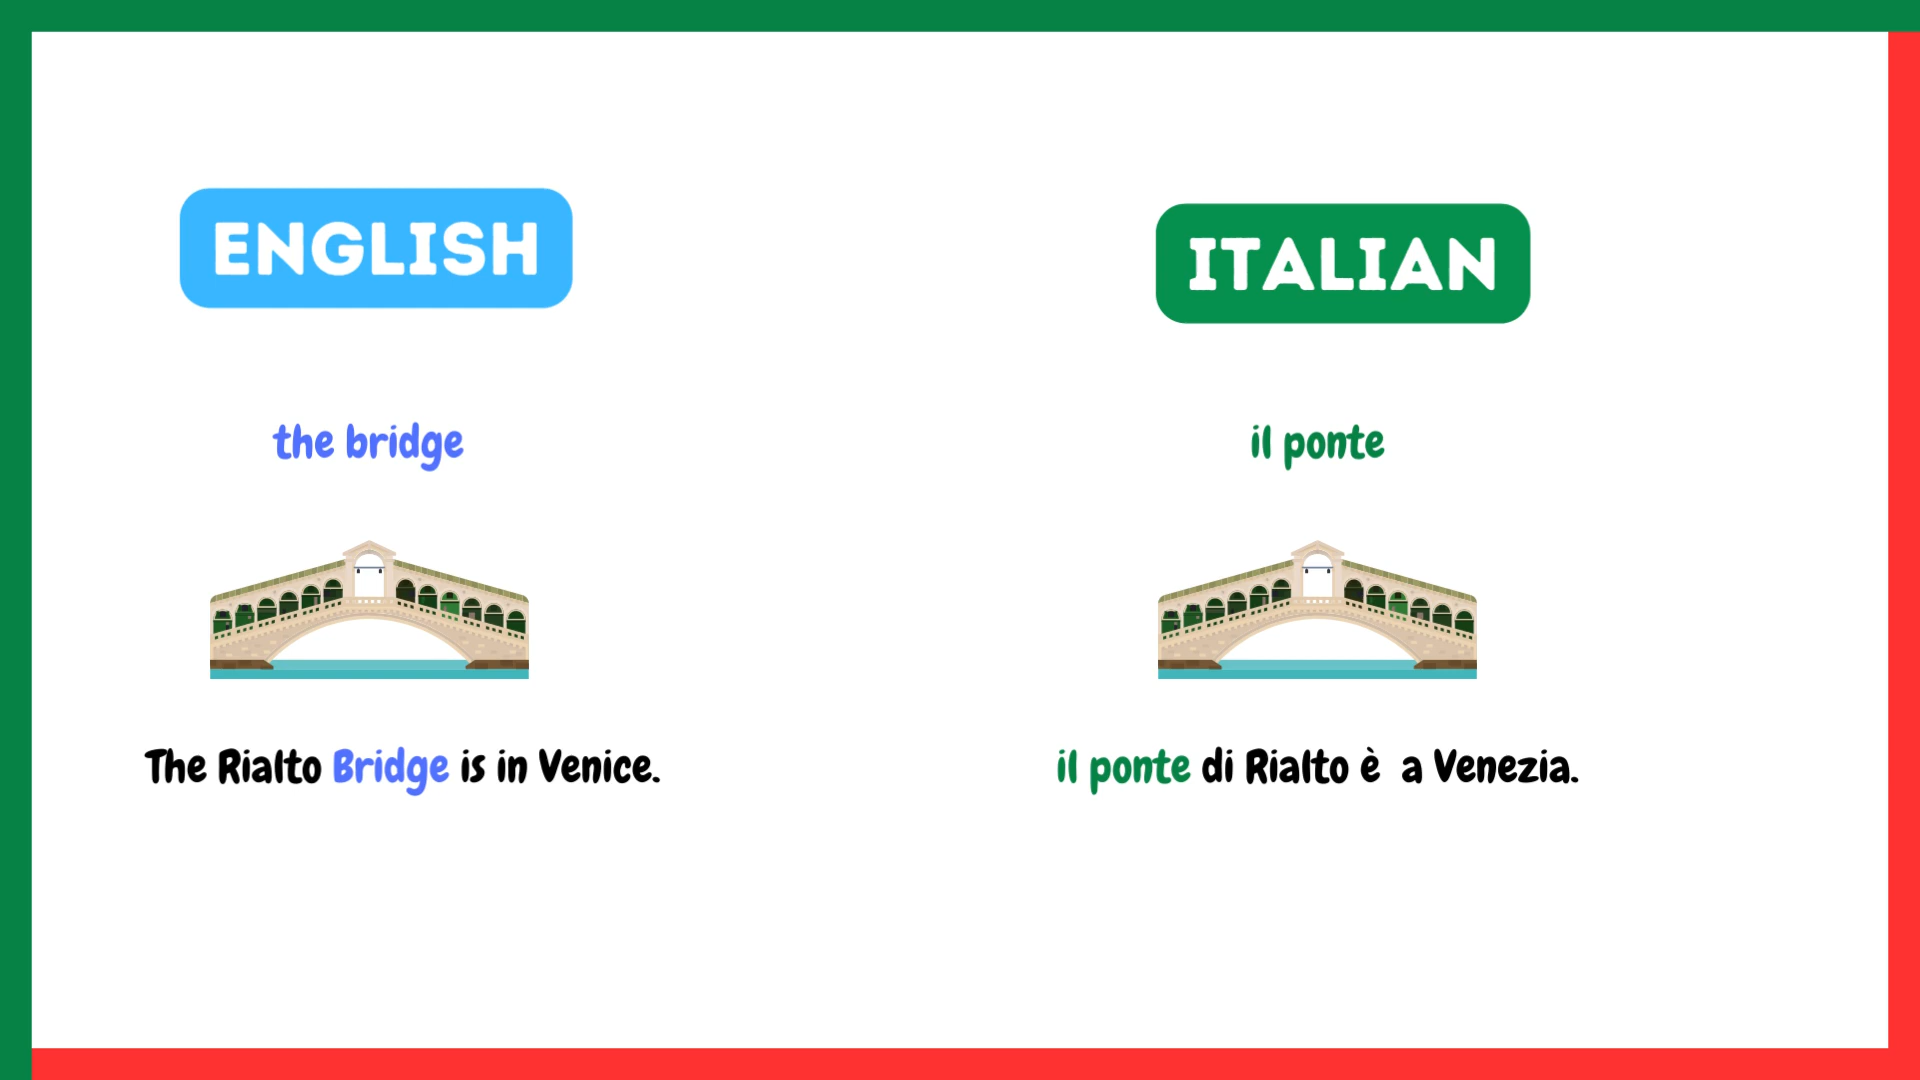 ENGLISH
ITALIAN
the bridge
il ponte
The Rialto Bridge is in Venice.
il ponte di Rialto è  a Venezia.